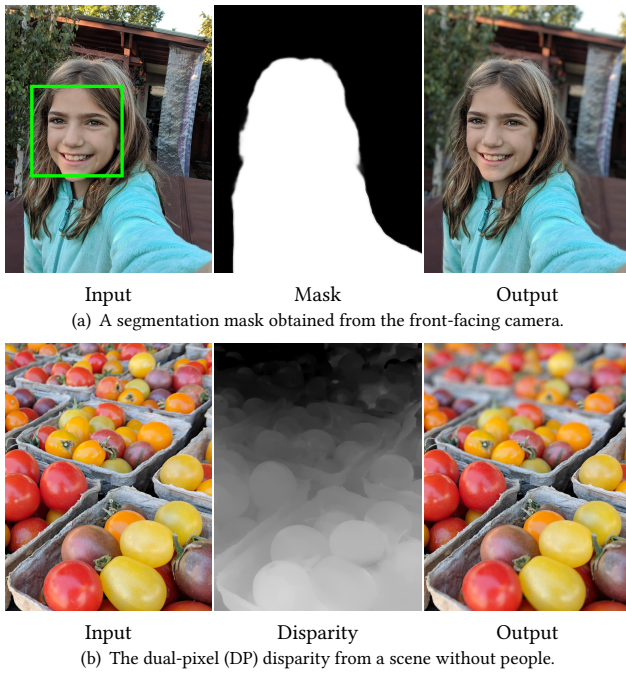 Input Mask Output
(a) A segmentation mask obtained from the front-facing camera.
Input Disparity Output
(b) The dual-pixel (DP) disparity from a scene without people.